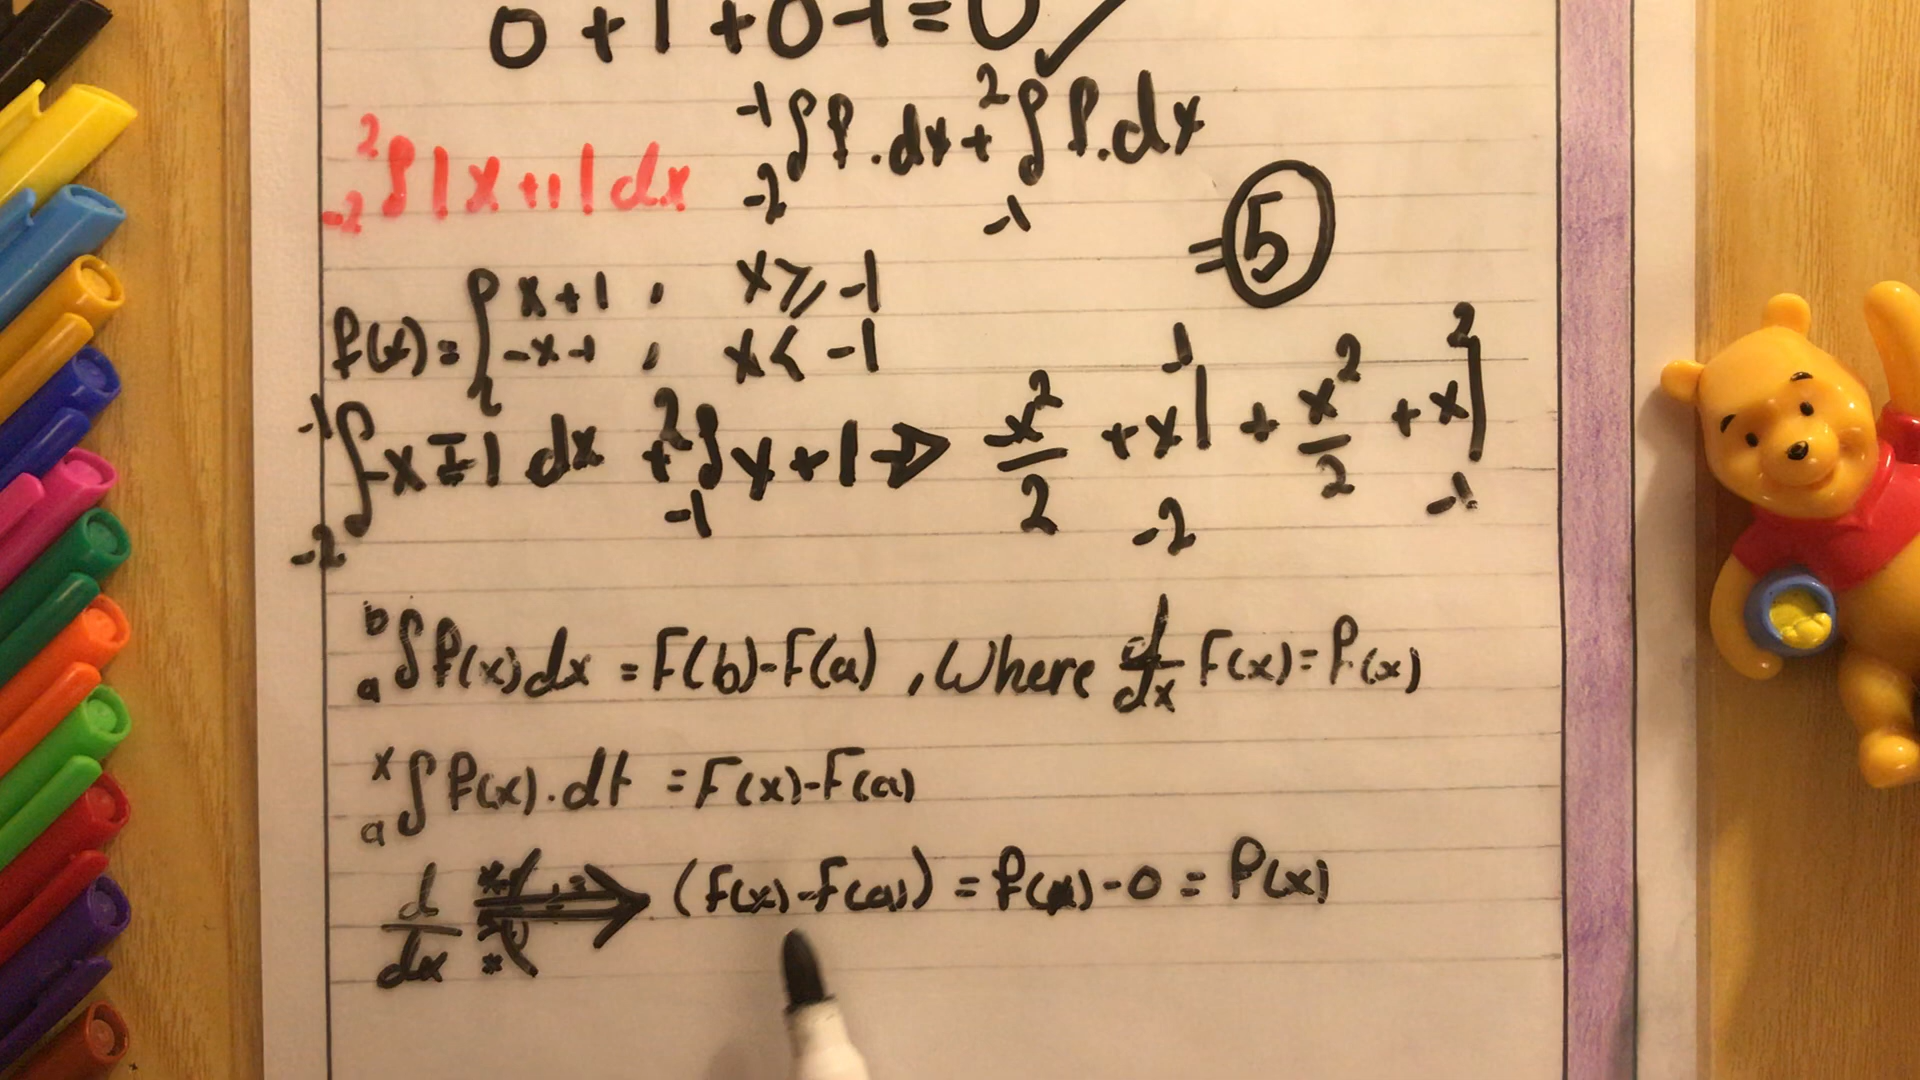 0 + 1 + 0 - 1 = 0 ✓
-2∫² |x+1| dx
-2∫-1 f.dx + -1∫² f.dx
= 5
f(x) = { x+1 , x ≥ -1
-x-1 , x < -1
-2∫-1 -x-1 dx + -1∫² x+1 → -x²/2 + x |-2 -1 + x²/2 + x |-1 2
a∫b f(x) dx = F(b)-F(a) , Where d/dx F(x) = f(x)
a∫x f(x).dt = F(x)-F(a)
d/dx ⟹ (F(x)-F(a)) = f(x)-0 = f(x)